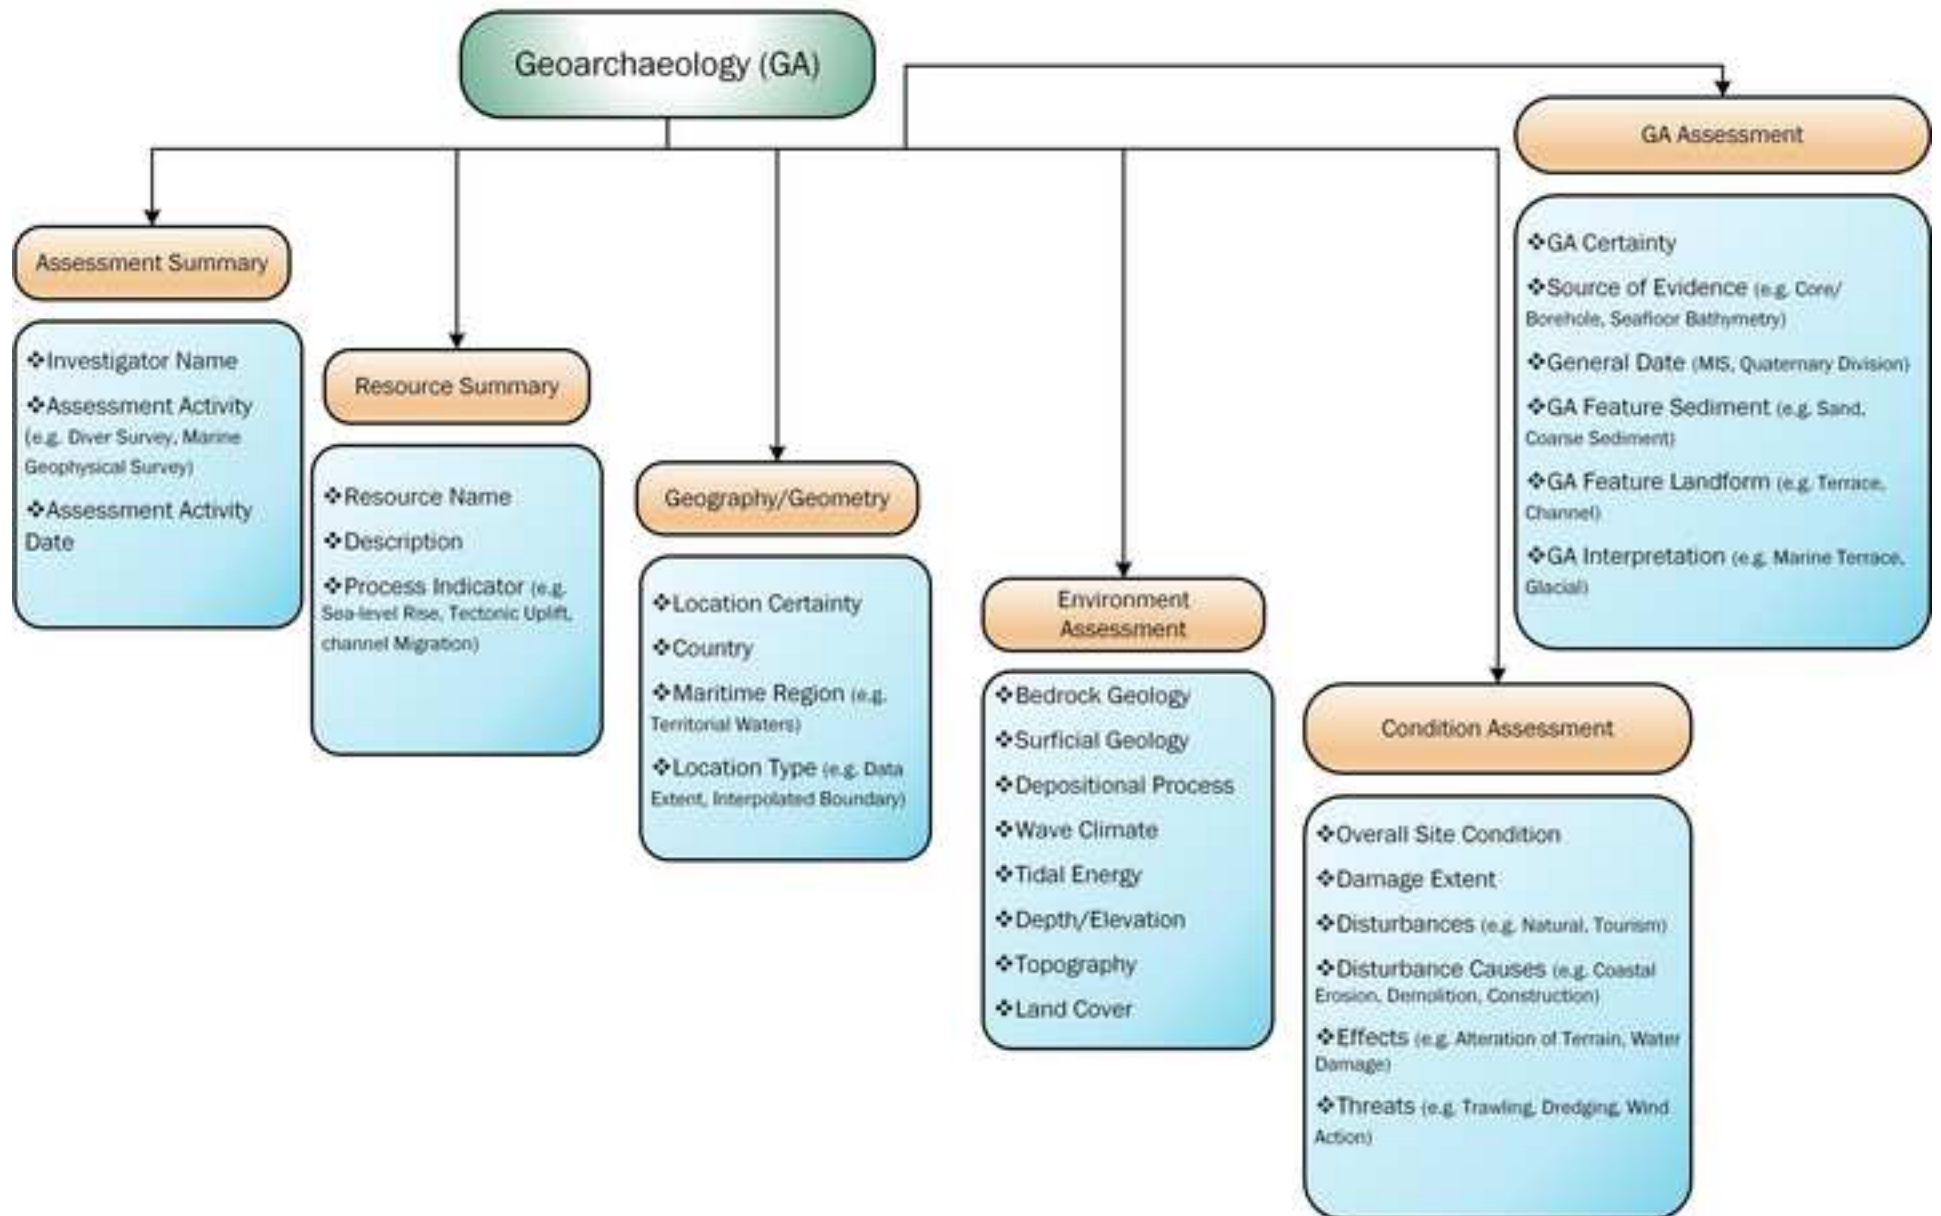 Geoarchaeology (GA)
Assessment Summary
❖Investigator Name
❖Assessment Activity
(e.g. Diver Survey, Marine
Geophysical Survey)
❖Assessment Activity
Date
Resource Summary
❖Resource Name
❖Description
❖Process Indicator (e.g.
Sea-level Rise, Tectonic Uplift,
channel Migration)
Geography/Geometry
❖Location Certainty
❖Country
❖Maritime Region (e.g.
Territorial Waters)
❖Location Type (e.g. Data
Extent, Interpolated Boundary)
Environment
Assessment
❖Bedrock Geology
❖Surficial Geology
❖Depositional Process
❖Wave Climate
❖Tidal Energy
❖Depth/Elevation
❖Topography
❖Land Cover
Condition Assessment
❖Overall Site Condition
❖Damage Extent
❖Disturbances (e.g. Natural, Tourism)
❖Disturbance Causes (e.g. Coastal
Erosion, Demolition, Construction)
❖Effects (e.g. Alteration of Terrain, Water
Damage)
❖Threats (e.g. Trawling, Dredging, Wind
Action)
GA Assessment
❖GA Certainty
❖Source of Evidence (e.g. Core/
Borehole, Seafloor Bathymetry)
❖General Date (MIS, Quaternary Division)
❖GA Feature Sediment (e.g. Sand,
Coarse Sediment)
❖GA Feature Landform (e.g. Terrace,
Channel)
❖GA Interpretation (e.g. Marine Terrace,
Glacial)